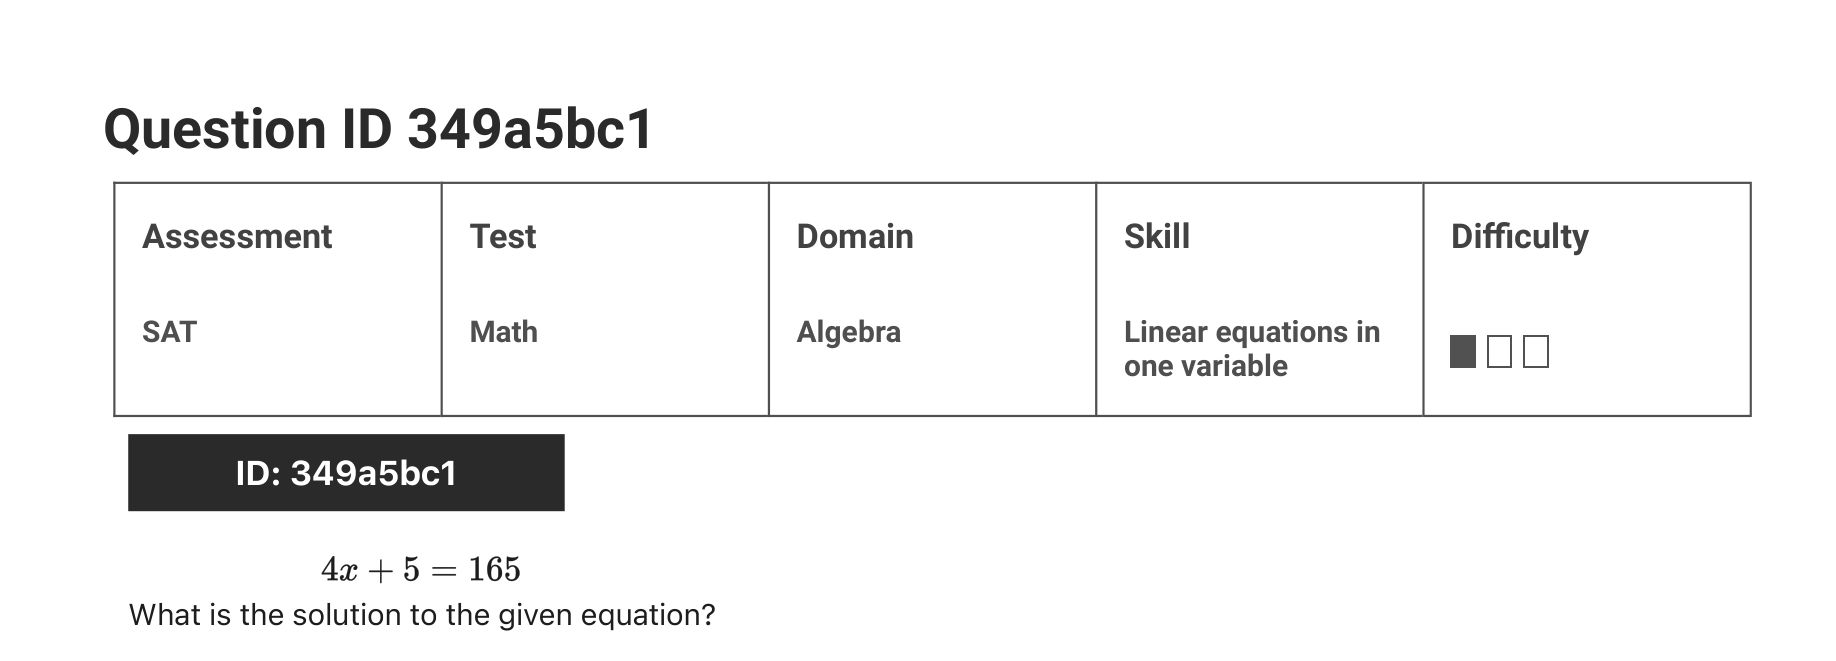 Question ID 349a5bc1
Assessment
Test
Domain
Skill
Difficulty
SAT
Math
Algebra
Linear equations in
one variable
ID: 349a5bc1
4x + 5 = 165
What is the solution to the given equation?